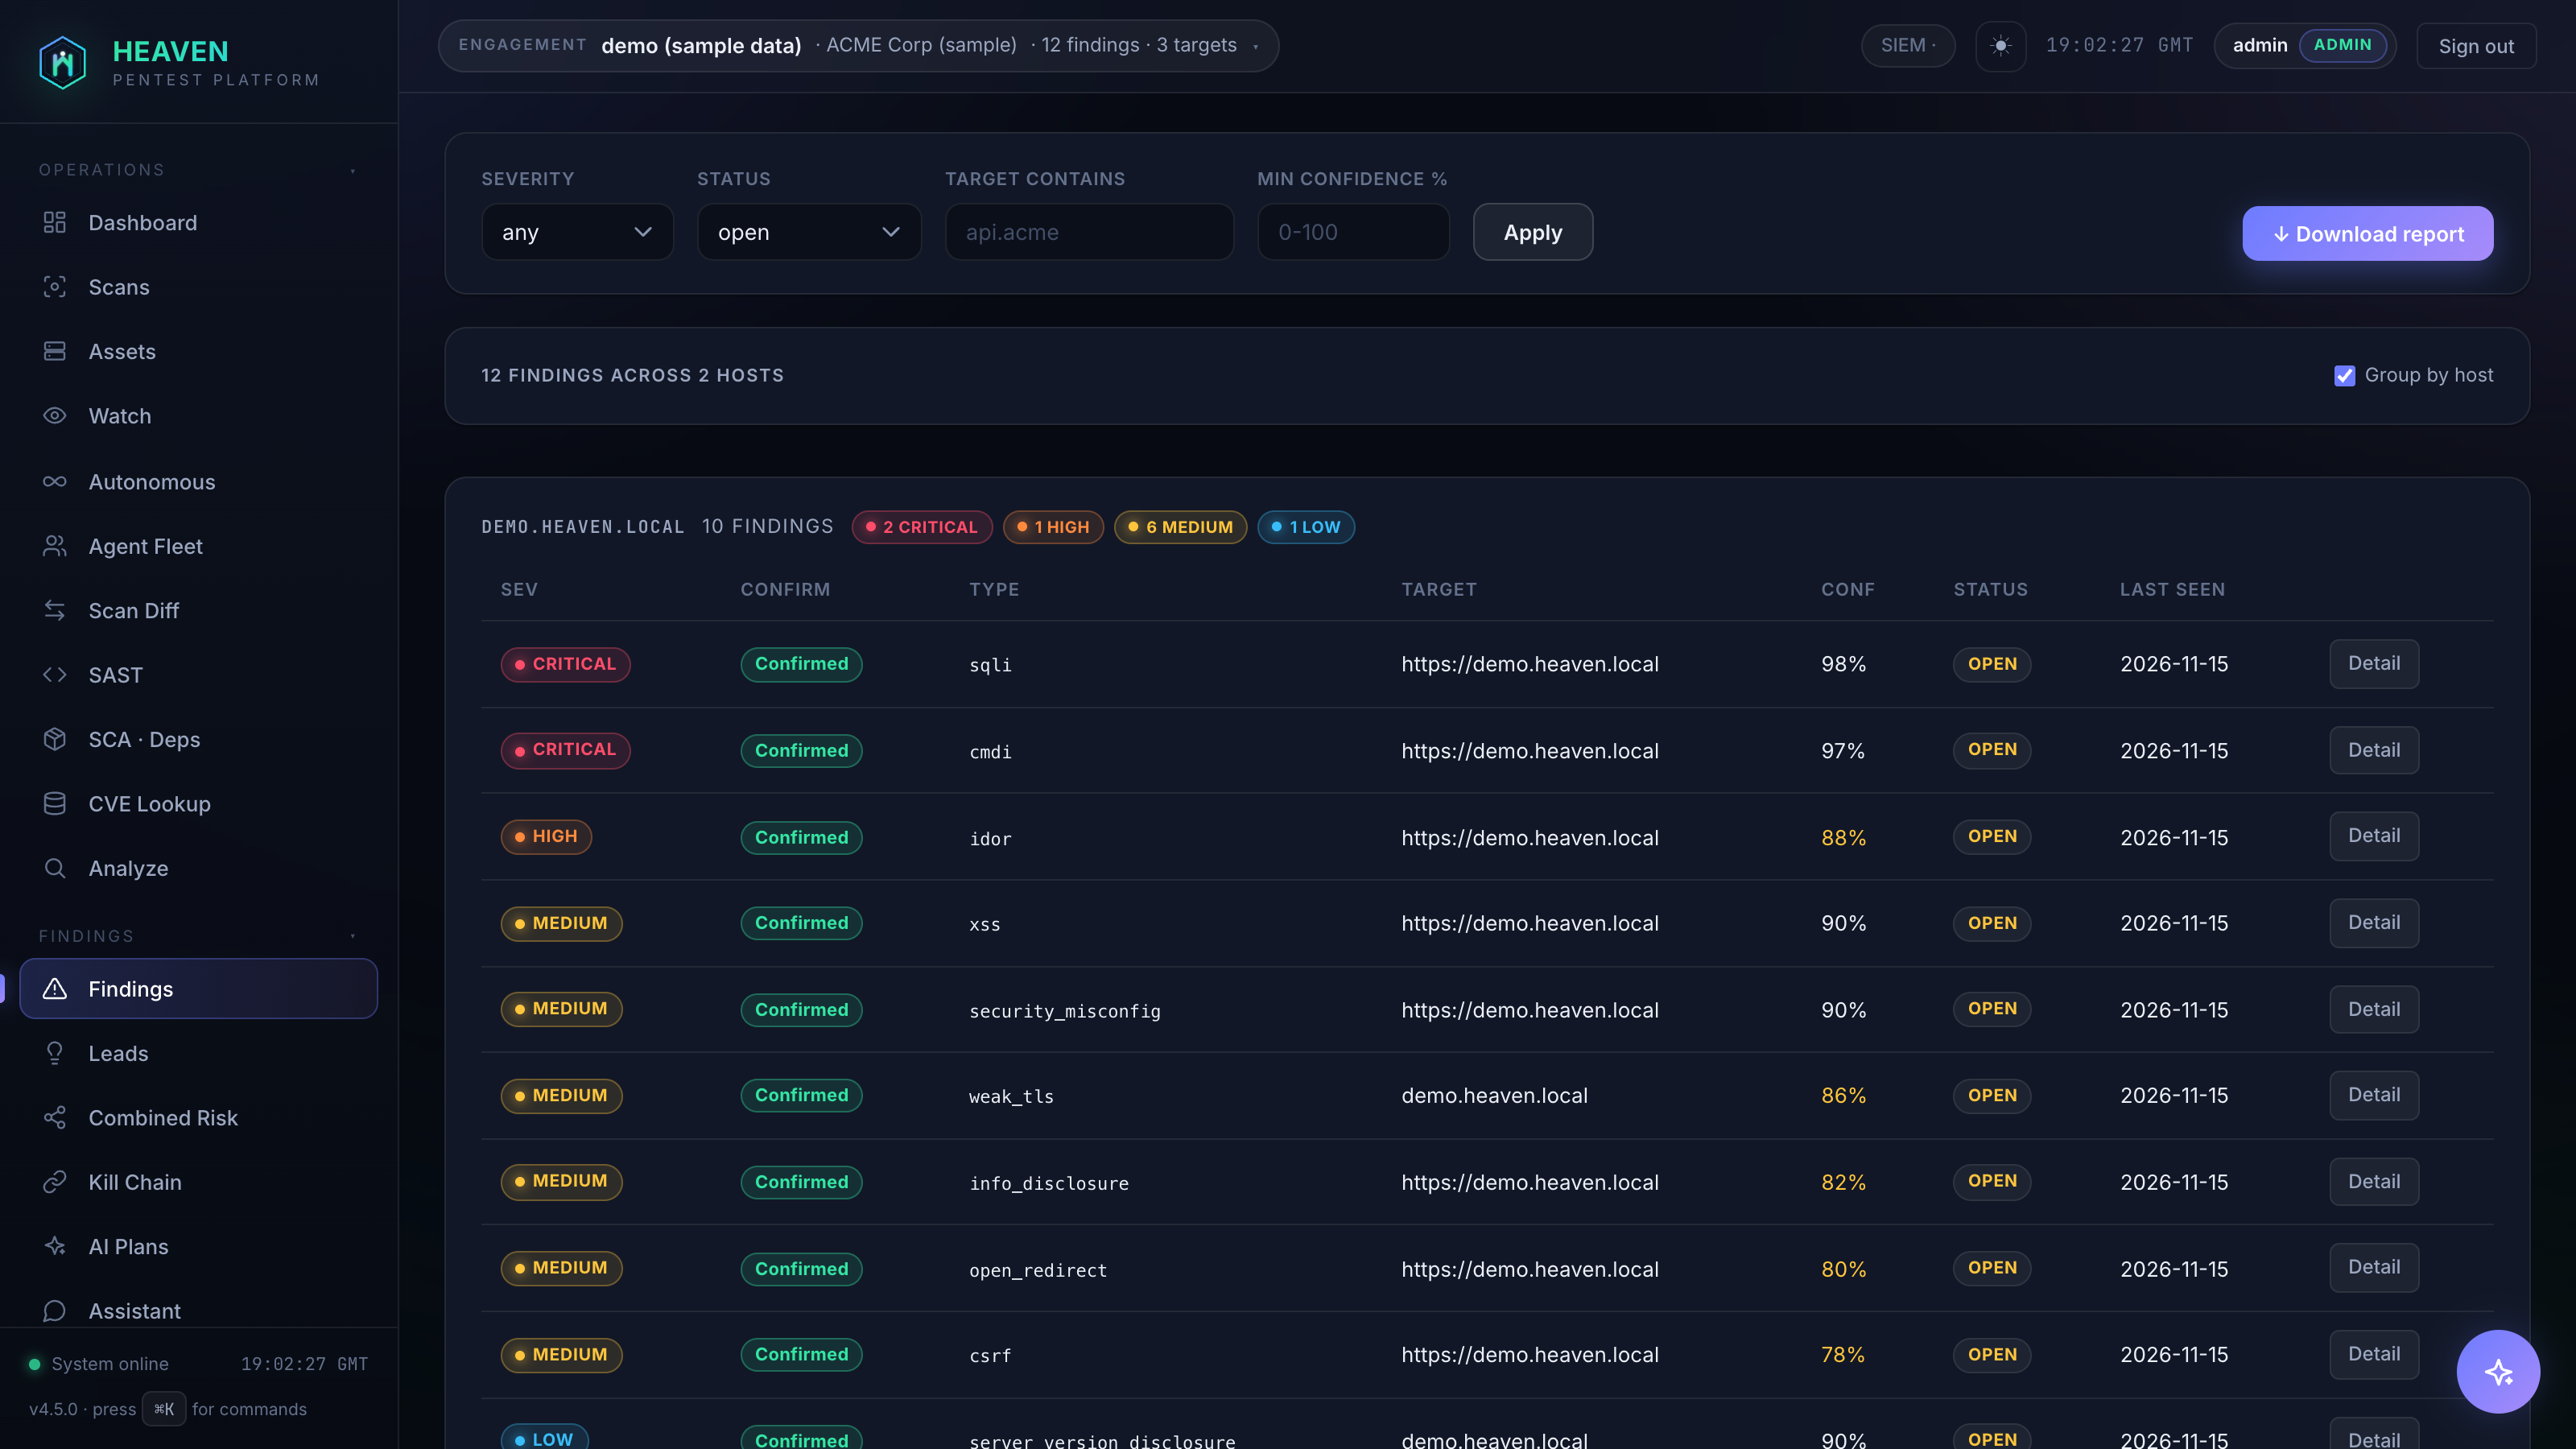 HEAVEN
PENTEST PLATFORM
ENGAGEMENT demo (sample data) · ACME Corp (sample) · 12 findings · 3 targets
SIEM ·
19:02:27 GMT
admin ADMIN
Sign out
OPERATIONS
Dashboard
Scans
Assets
Watch
Autonomous
Agent Fleet
Scan Diff
SAST
SCA · Deps
CVE Lookup
Analyze
FINDINGS
Findings
Leads
Combined Risk
Kill Chain
AI Plans
Assistant
System online 19:02:27 GMT
v4.5.0 · press ⌘K for commands
SEVERITY STATUS TARGET CONTAINS MIN CONFIDENCE %
any open api.acme 0-100 Apply ↓ Download report
12 FINDINGS ACROSS 2 HOSTS Group by host
DEMO.HEAVEN.LOCAL 10 FINDINGS 2 CRITICAL 1 HIGH 6 MEDIUM 1 LOW
SEV CONFIRM TYPE TARGET CONF STATUS LAST SEEN
CRITICAL Confirmed sqli https://demo.heaven.local 98% OPEN 2026-11-15 Detail
CRITICAL Confirmed cmdi https://demo.heaven.local 97% OPEN 2026-11-15 Detail
HIGH Confirmed idor https://demo.heaven.local 88% OPEN 2026-11-15 Detail
MEDIUM Confirmed xss https://demo.heaven.local 90% OPEN 2026-11-15 Detail
MEDIUM Confirmed security_misconfig https://demo.heaven.local 90% OPEN 2026-11-15 Detail
MEDIUM Confirmed weak_tls demo.heaven.local 86% OPEN 2026-11-15 Detail
MEDIUM Confirmed info_disclosure https://demo.heaven.local 82% OPEN 2026-11-15 Detail
MEDIUM Confirmed open_redirect https://demo.heaven.local 80% OPEN 2026-11-15 Detail
MEDIUM Confirmed csrf https://demo.heaven.local 78% OPEN 2026-11-15 Detail
LOW Confirmed server_version_disclosure demo.heaven.local 90% OPEN 2026-11-15 Detail